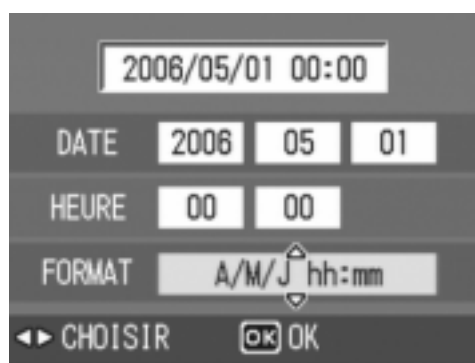 2006/05/01 00:00
DATE 2006 05 01
HEURE 00 00
FORMAT A/M/J hh:mm
CHOISIR OK OK